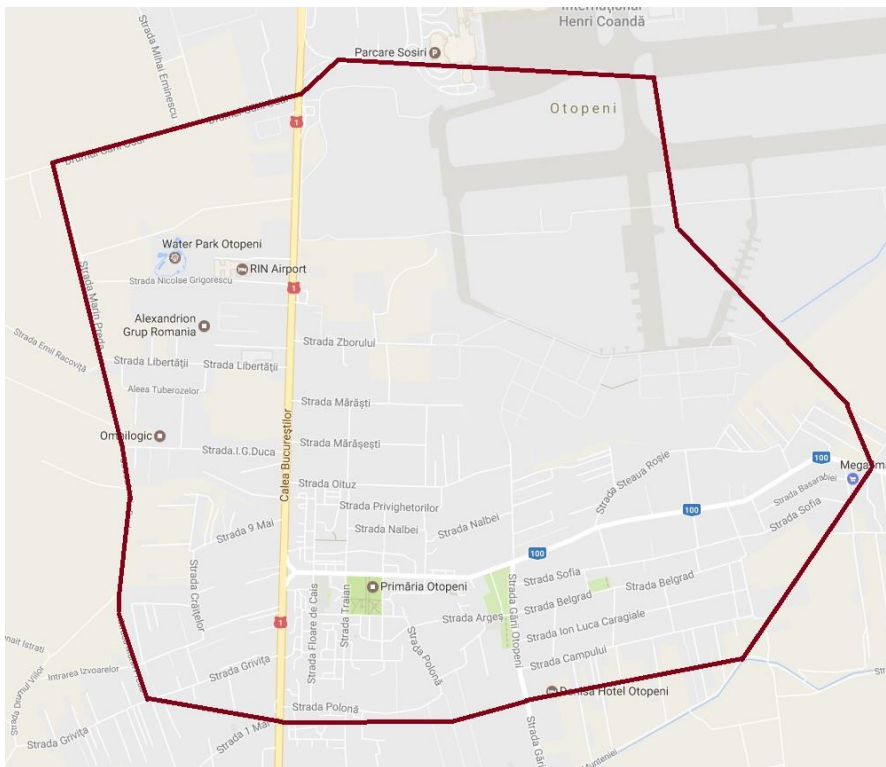 Internațional
Henri Coandă
Parcare Sosiri
P
Strada Mihai Eminescu
Otopeni
1
Water Park Otopeni
RIN Airport
Strada Nicolae Grigorescu
1
Strada Marin Preda
Alexandrion
Grup Romania
Strada Emil Racoviță
Strada Zborului
Strada Libertății
Strada Libertății
Aleea Tuberozelor
Strada Mărăști
Calea Bucureștilor
Strada I.G.Duca
Strada Mărășești
Strada Steaua Roșie
100
Strada Oltuz
Strada Basarabiei
Strada Privighetorilor
100
Strada Sofia
Strada 9 Mai
Strada Nalbei
Strada Nalbei
100
Strada Crăițelor
Primăria Otopeni
Strada Sofia
Strada Belgrad
Strada Floare de Cais
Strada Traian
Strada Argeș
Strada Gării Otopeni
Strada Belgrad
1
Strada Ion Luca Caragiale
Strada Polonă
Strada Campului
Strada Grivița
Intrarea Izvoarelor
Strada Drumul Viilor
Denisa Hotel Otopeni
Strada Polonă
Strada 1 Mai
Strada Grivița